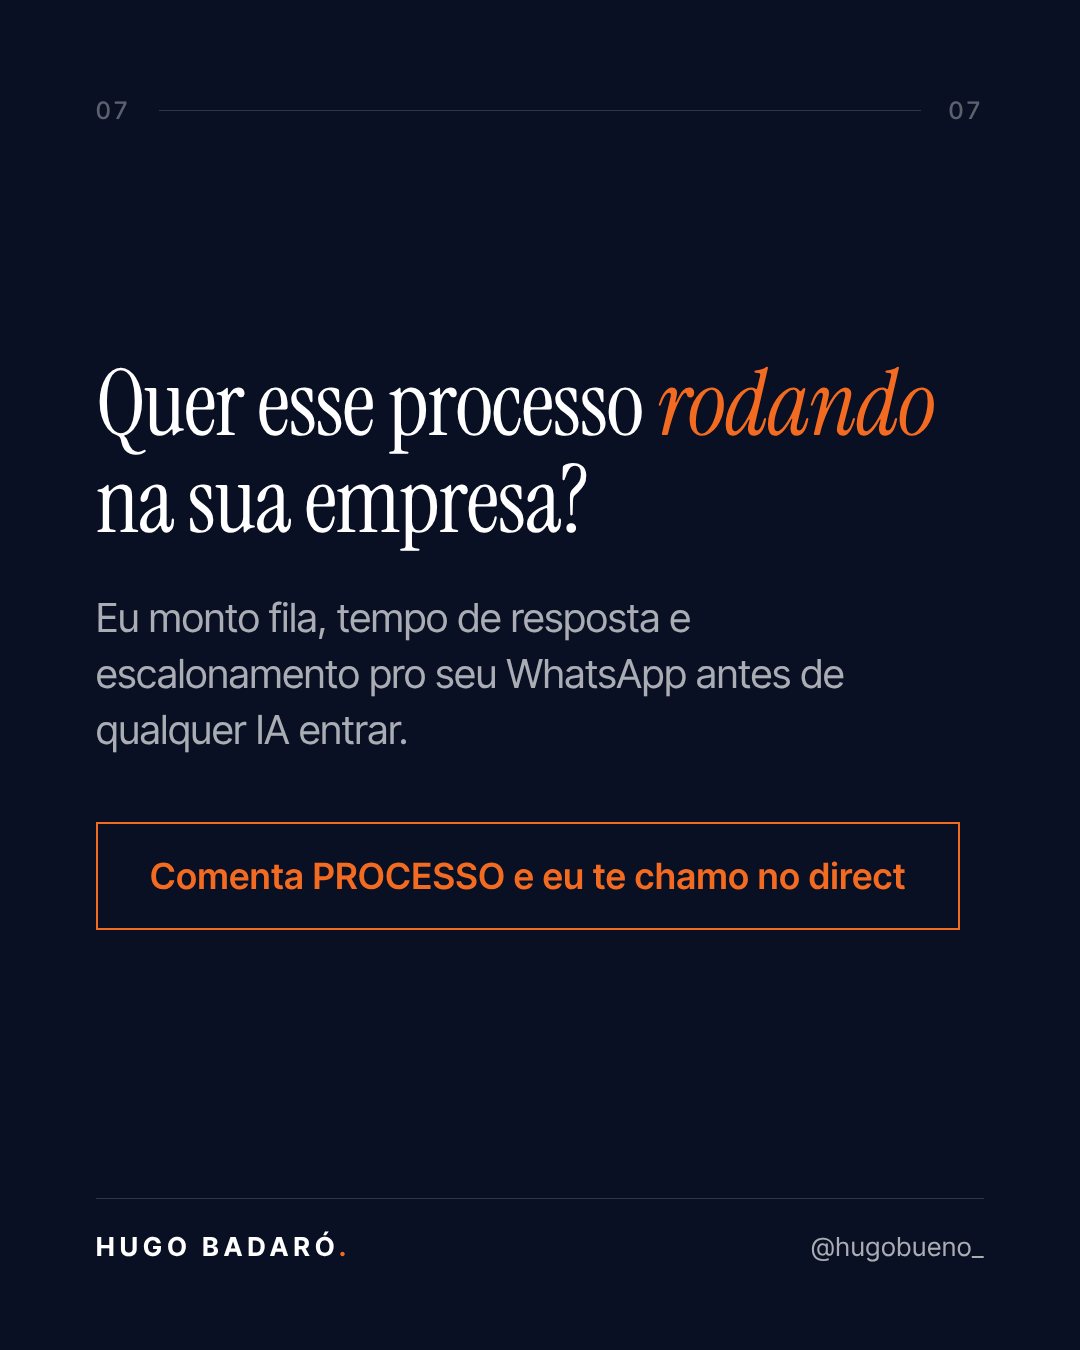 07 07
Quer esse processo rodando
na sua empresa?
Eu monto fila, tempo de resposta e
escalonamento pro seu WhatsApp antes de
qualquer IA entrar.
Comenta PROCESSO e eu te chamo no direct
HUGO BADARÓ. @hugobueno_